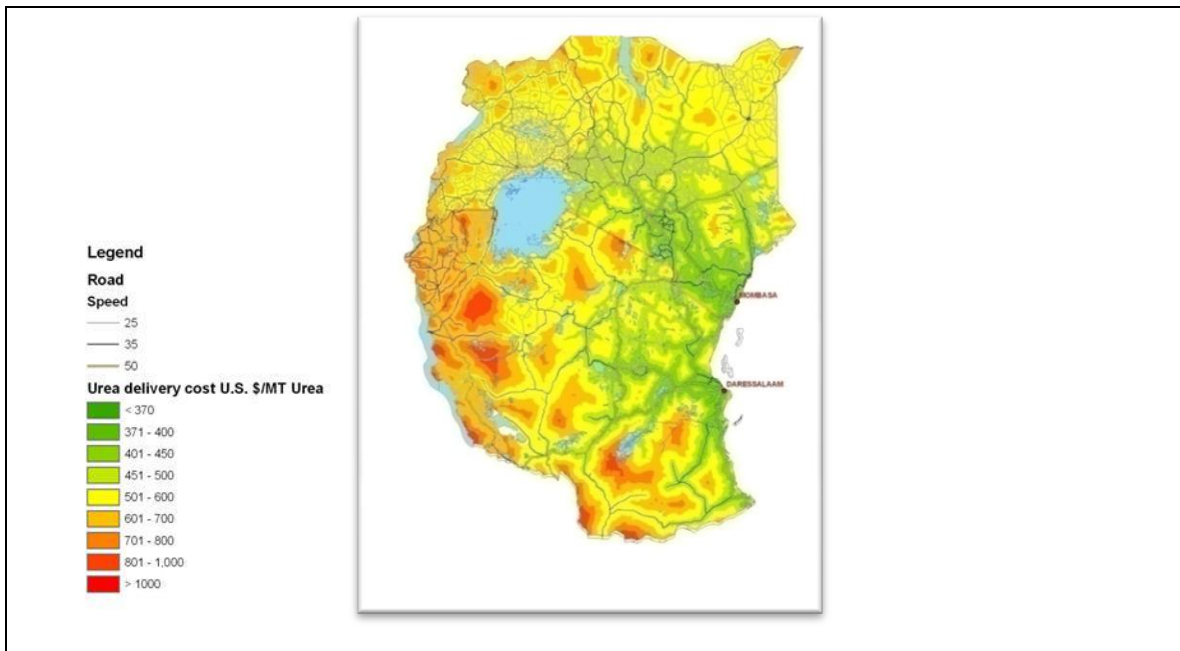 Legend
Road
Speed
25
35
50
Urea delivery cost U.S. $/MT Urea
< 370
371 - 400
401 - 450
451 - 500
501 - 600
601 - 700
701 - 800
801 - 1,000
> 1000
MOMBASA
DARESSALAAM